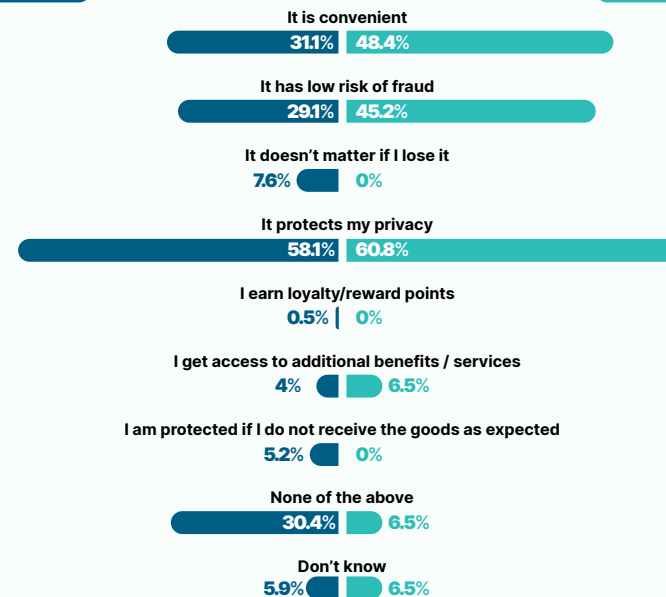 It is convenient
31.1% 48.4%
It has low risk of fraud
29.1% 45.2%
It doesn’t matter if I lose it
7.6% 0%
It protects my privacy
58.1% 60.8%
I earn loyalty/reward points
0.5% 0%
I get access to additional benefits / services
4% 6.5%
I am protected if I do not receive the goods as expected
5.2% 0%
None of the above
30.4% 6.5%
Don’t know
5.9% 6.5%